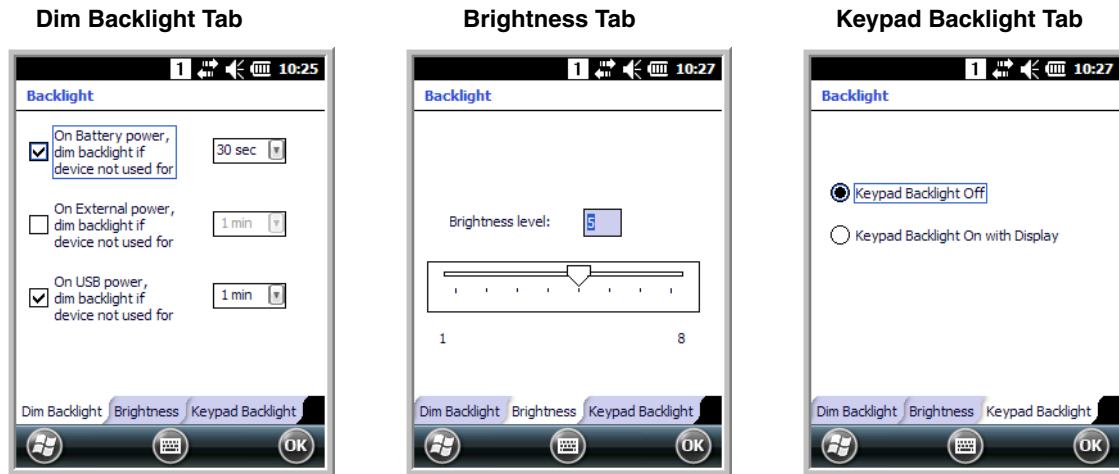 Dim Backlight Tab
1 10:25
Backlight
On Battery power,
dim backlight if
device not used for
30 sec
On External power,
dim backlight if
device not used for
1 min
On USB power,
dim backlight if
device not used for
1 min
Dim Backlight Brightness Keypad Backlight
OK
Brightness Tab
1 10:27
Backlight
Brightness level: 5
1 8
Dim Backlight Brightness Keypad Backlight
OK
Keypad Backlight Tab
1 10:27
Backlight
Keypad Backlight Off
Keypad Backlight On with Display
Dim Backlight Brightness Keypad Backlight
OK